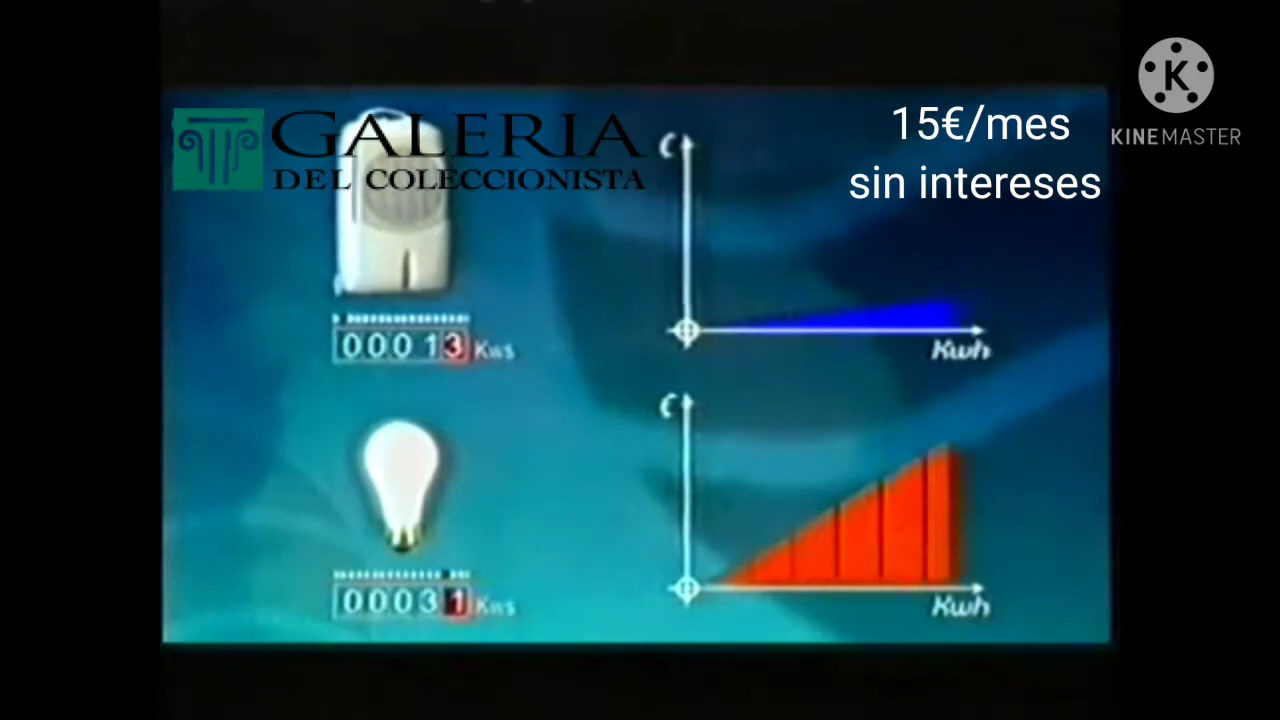 GALERIA
DEL COLECCIONISTA
15€/mes
sin intereses
K
KINEMASTER
€
Kwh
00013 Kws
€
Kwh
00031 Kws